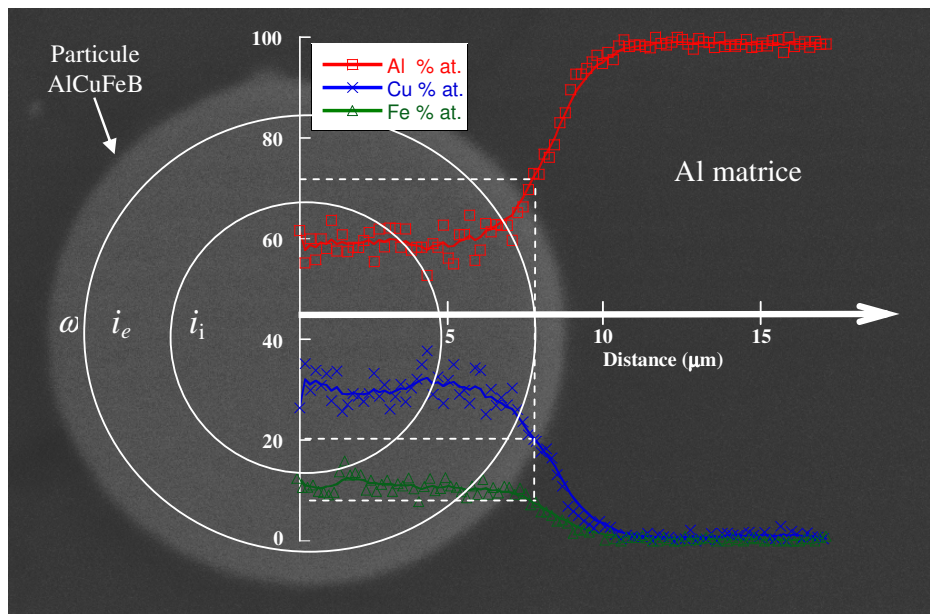 Particule
AlCuFeB
100
80
60
40
20
0
Al % at.
Cu % at.
Fe % at.
Al matrice
ω
i_e
i_i
5
10
15
Distance (μm)